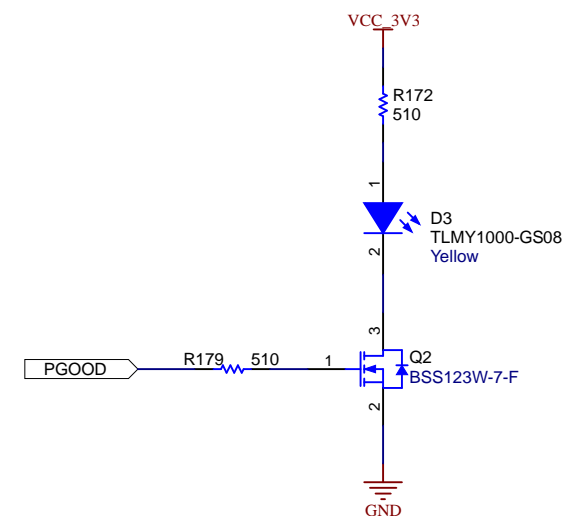 VCC_3V3
R172
510
1
D3
TLMY1000-GS08
Yellow
2
3
PGOOD
R179 510
1
Q2
BSS123W-7-F
2
GND